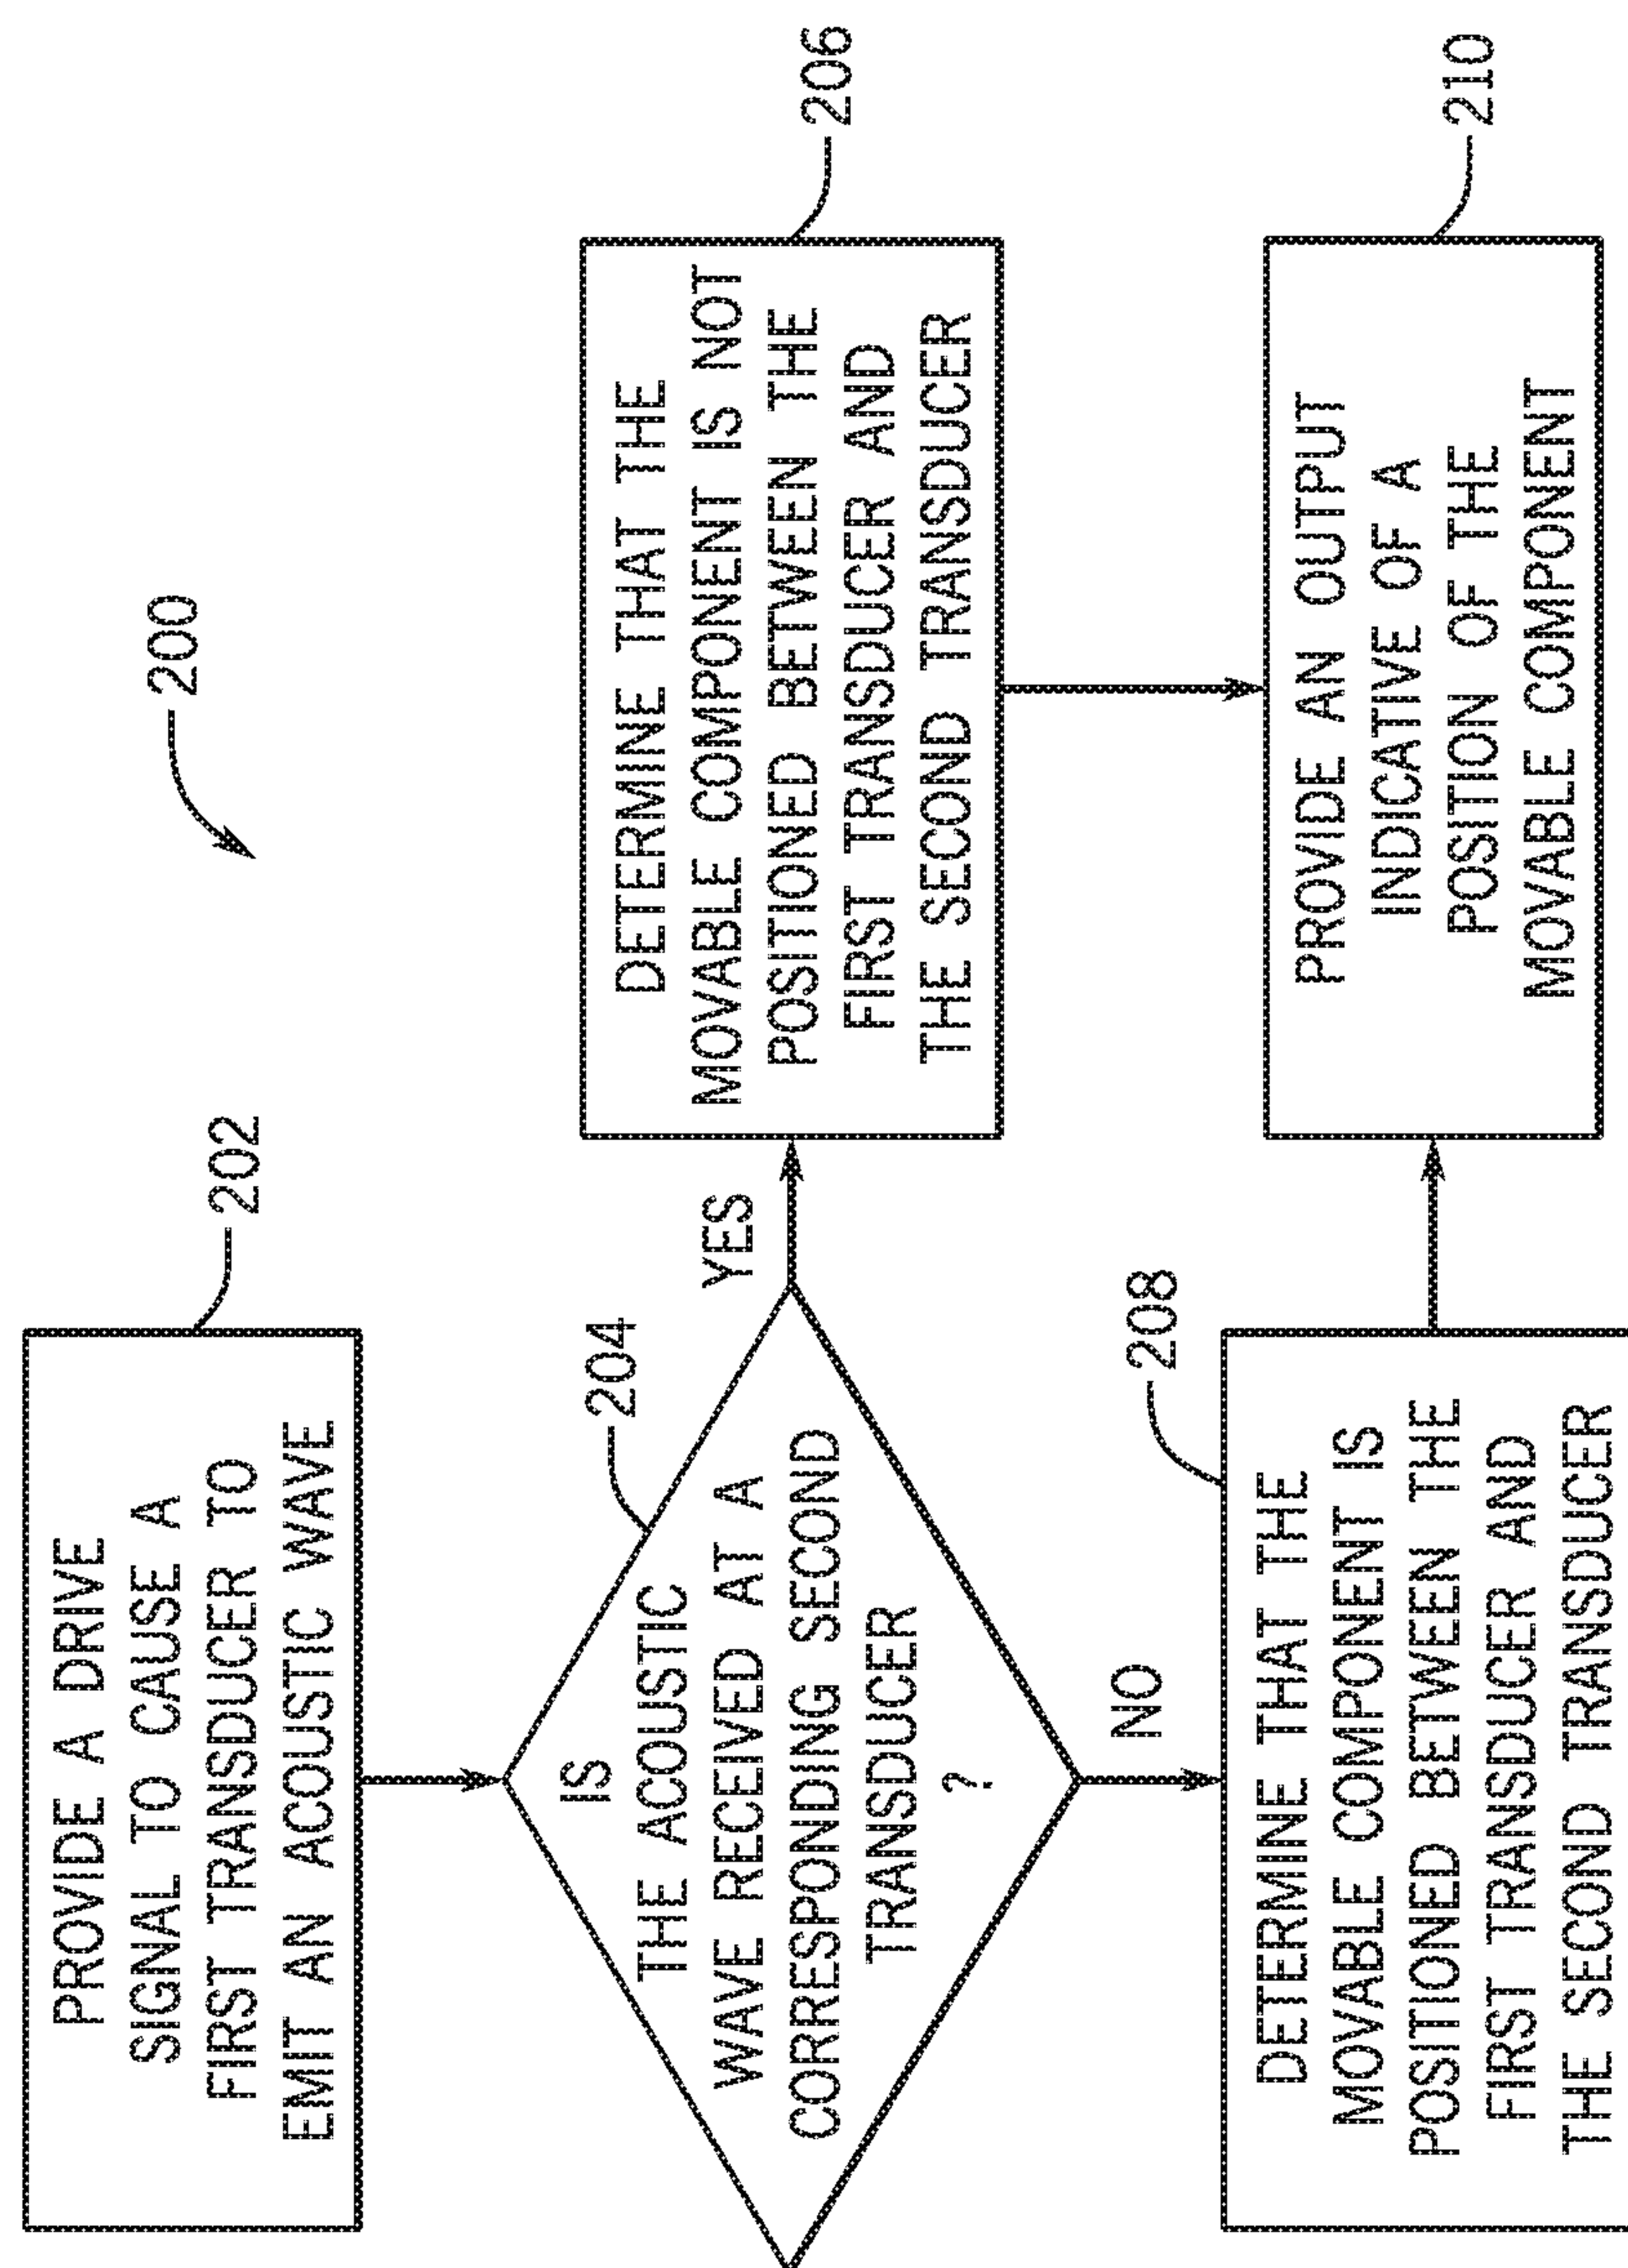 200
202
PROVIDE A DRIVE
SIGNAL TO CAUSE A
FIRST TRANSDUCER TO
EMIT AN ACOUSTIC WAVE
204
IS
THE ACOUSTIC
WAVE RECEIVED AT A
CORRESPONDING SECOND
TRANSDUCER
?
YES
206
DETERMINE THAT THE
MOVABLE COMPONENT IS NOT
POSITIONED BETWEEN THE
FIRST TRANSDUCER AND
THE SECOND TRANSDUCER
NO
208
DETERMINE THAT THE
MOVABLE COMPONENT IS
POSITIONED BETWEEN THE
FIRST TRANSDUCER AND
THE SECOND TRANSDUCER
210
PROVIDE AN OUTPUT
INDICATIVE OF A
POSITION OF THE
MOVABLE COMPONENT